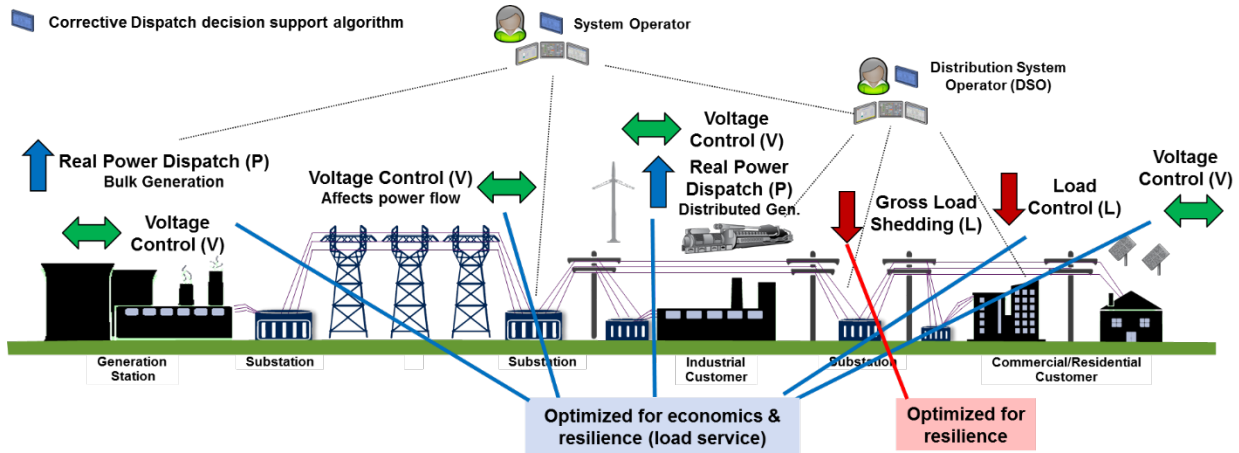 Corrective Dispatch decision support algorithm
System Operator
Distribution System
Operator (DSO)
Real Power Dispatch (P)
Bulk Generation
Voltage
Control (V)
Voltage Control (V)
Affects power flow
Voltage
Control (V)
Real Power
Dispatch (P)
Distributed Gen.
Gross Load
Shedding (L)
Load
Control (L)
Voltage
Control (V)
Generation
Station
Substation
Substation
Industrial
Customer
Substation
Commercial/Residential
Customer
Optimized for economics &
resilience (load service)
Optimized for
resilience